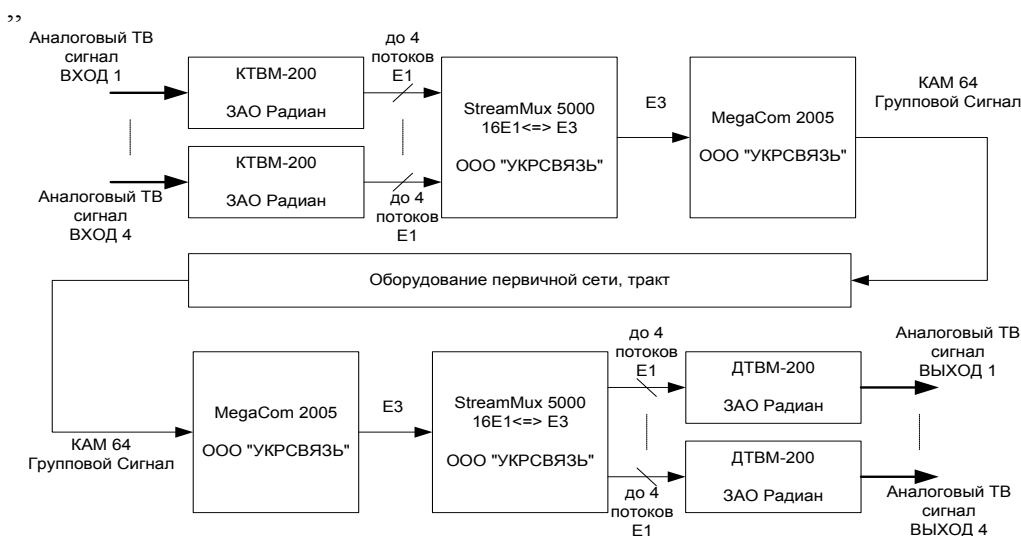 ,,
Аналоговый ТВ
сигнал
ВХОД 1
КТВМ-200
ЗАО Радиан
до 4
потоков
Е1
StreamMux 5000
16E1<=> E3
ООО "УКРСВЯЗЬ"
Е3
MegaCom 2005
ООО "УКРСВЯЗЬ"
КАМ 64
Групповой Сигнал
Аналоговый ТВ
сигнал
ВХОД 4
КТВМ-200
ЗАО Радиан
до 4
потоков
Е1
Оборудование первичной сети, тракт
КАМ 64
Групповой Сигнал
MegaCom 2005
ООО "УКРСВЯЗЬ"
Е3
StreamMux 5000
16E1<=> E3
ООО "УКРСВЯЗЬ"
до 4
потоков
Е1
ДТВМ-200
ЗАО Радиан
Аналоговый ТВ
сигнал
ВЫХОД 1
до 4
потоков
Е1
ДТВМ-200
ЗАО Радиан
Аналоговый ТВ
сигнал
ВЫХОД 4